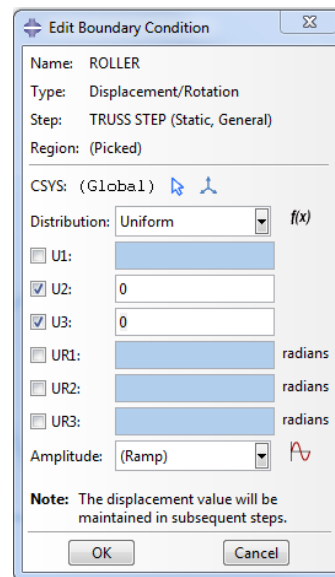 Edit Boundary Condition
Name: ROLLER
Type: Displacement/Rotation
Step: TRUSS STEP (Static, General)
Region: (Picked)
CSYS: (Global)
Distribution: Uniform f(x)
U1:
U2: 0
U3: 0
UR1: radians
UR2: radians
UR3: radians
Amplitude: (Ramp)
Note: The displacement value will be
maintained in subsequent steps.
OK Cancel